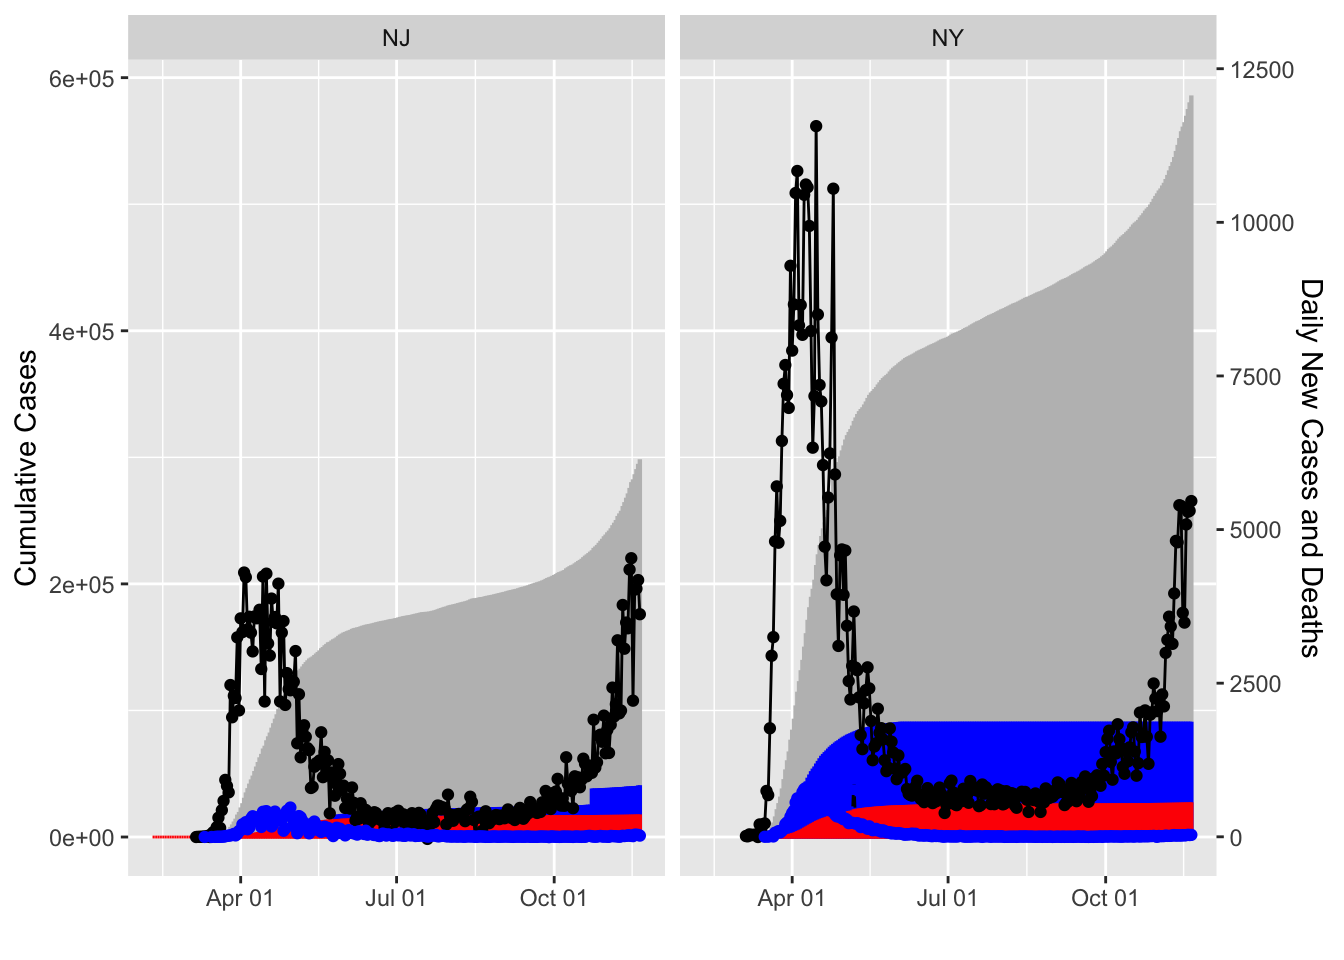 NJ
NY
6e+05
4e+05
2e+05
0e+00
12500
10000
7500
5000
2500
0
Cumulative Cases
Daily New Cases and Deaths
Apr 01
Jul 01
Oct 01
Apr 01
Jul 01
Oct 01